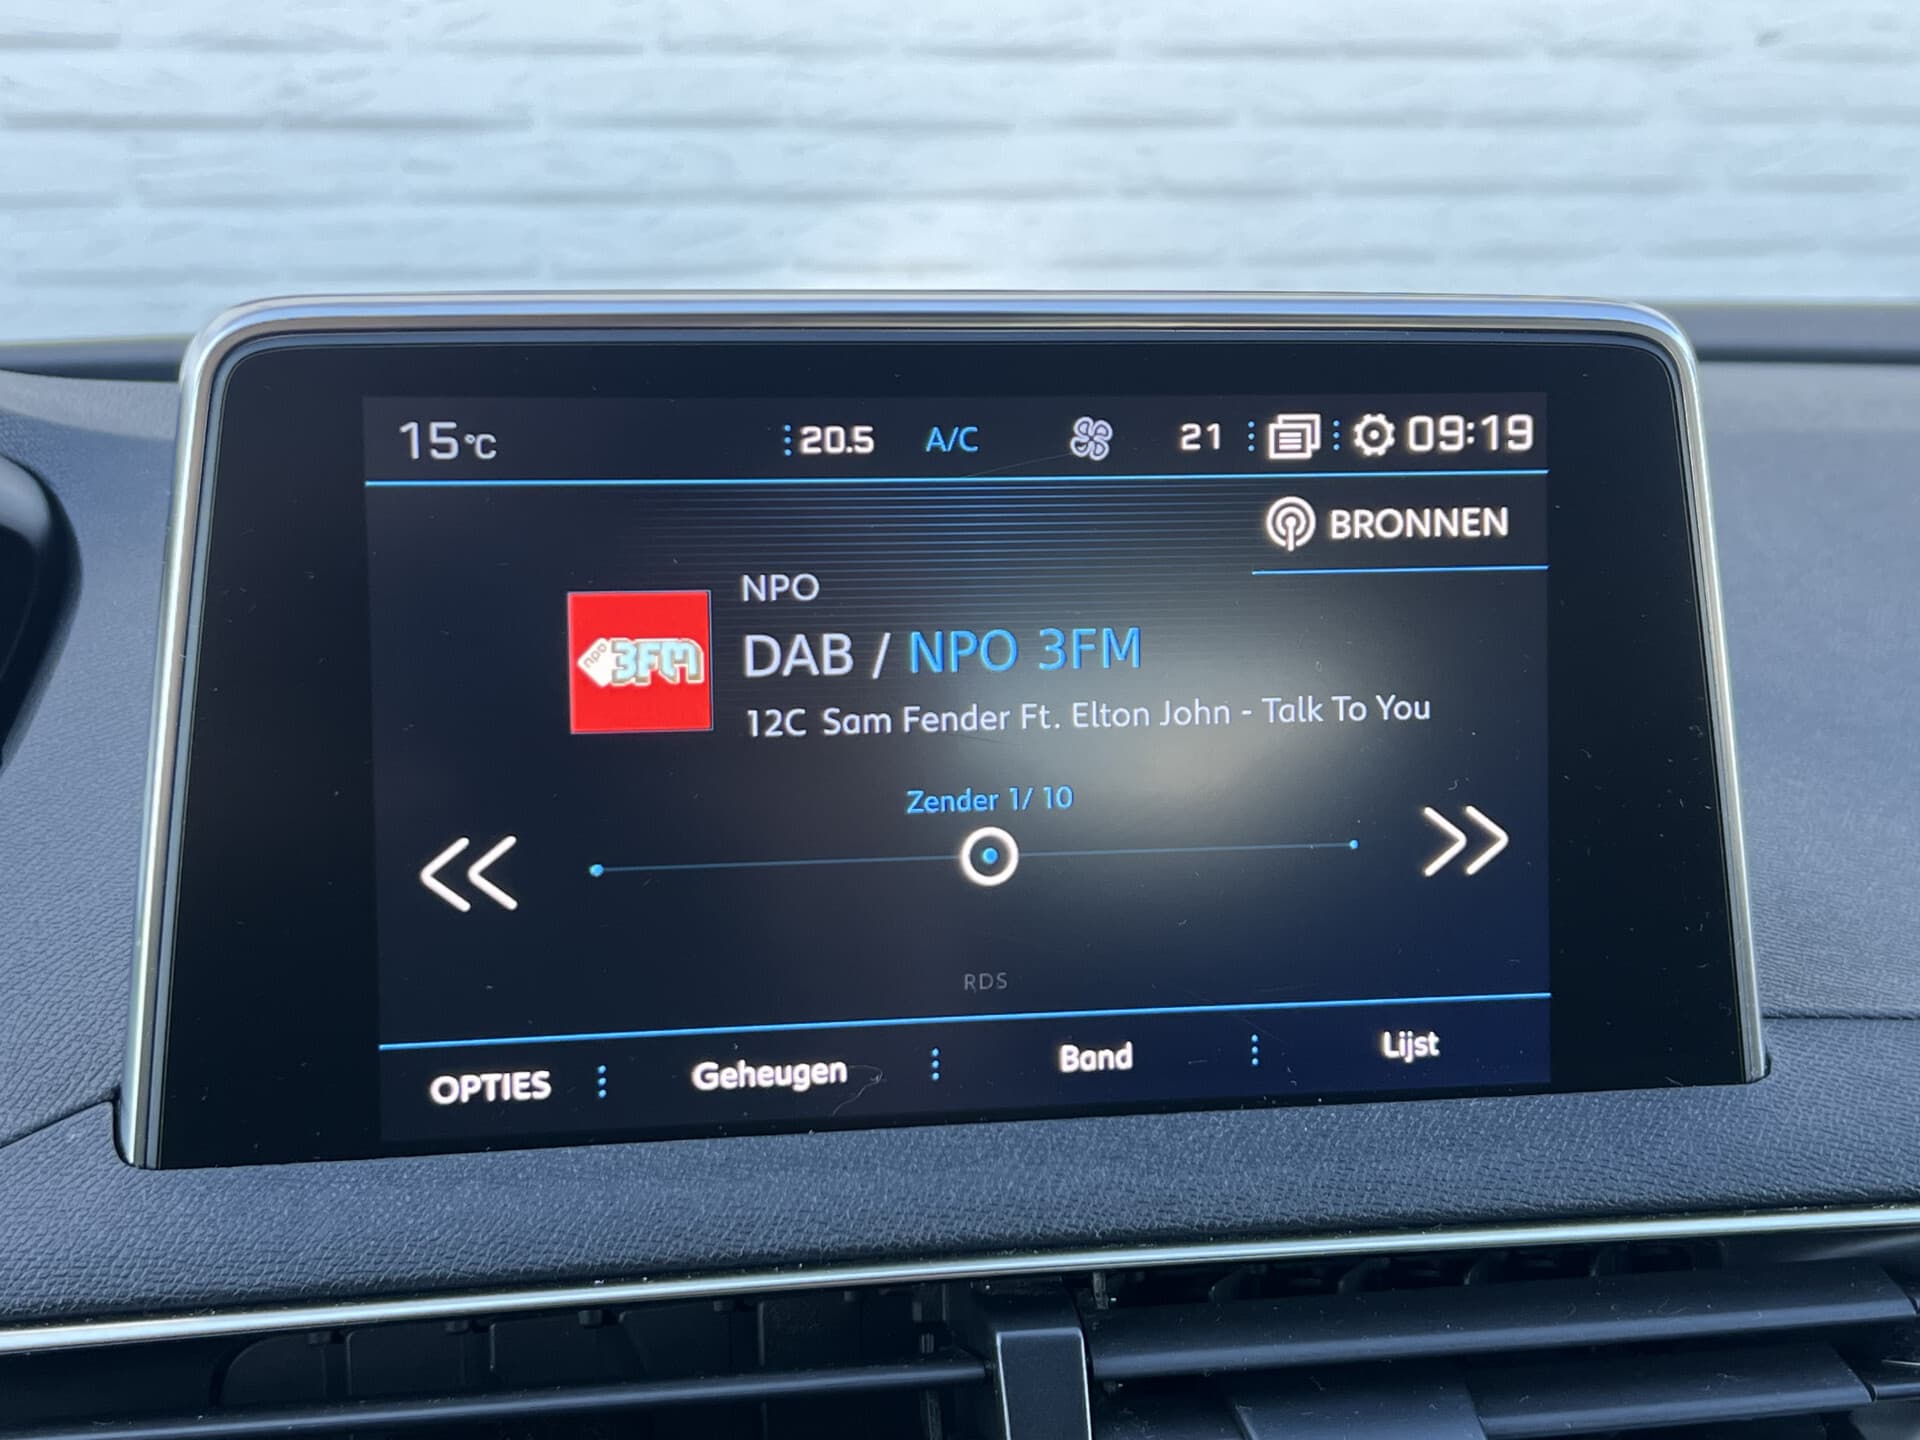 15°C 20.5 A/C 21 09:19
BRONNEN
NPO
npo 3FM
DAB / NPO 3FM
12C Sam Fender Ft. Elton John - Talk To You
Zender 1/ 10
RDS
OPTIES Geheugen Band Lijst